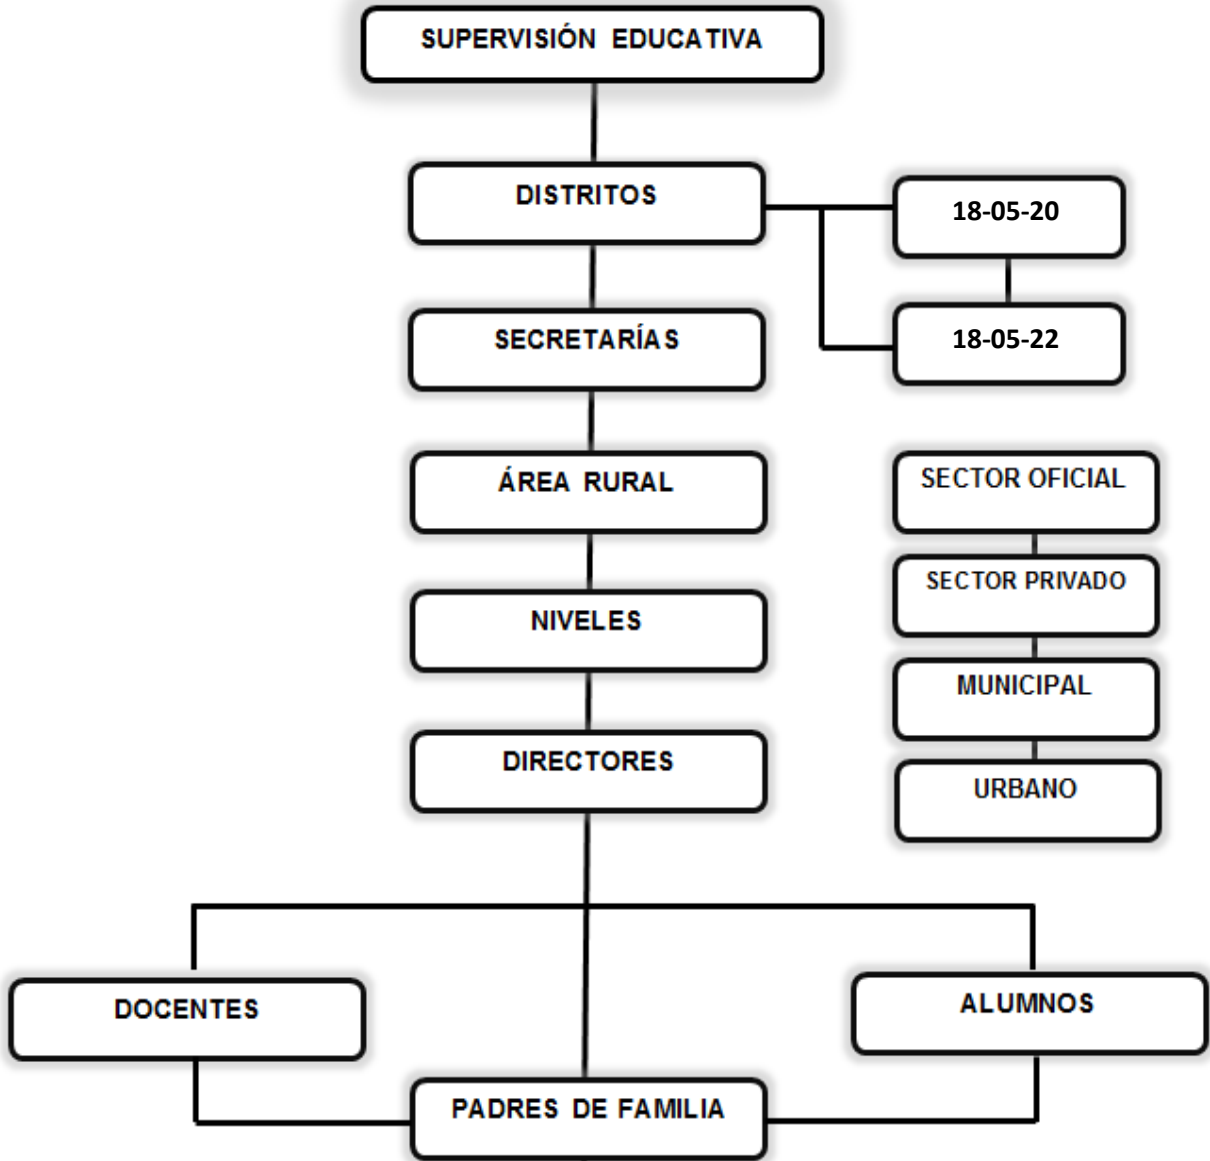 SUPERVISIÓN EDUCATIVA
DISTRITOS
18-05-20
SECRETARÍAS
18-05-22
ÁREA RURAL
SECTOR OFICIAL
SECTOR PRIVADO
NIVELES
MUNICIPAL
DIRECTORES
URBANO
DOCENTES
ALUMNOS
PADRES DE FAMILIA